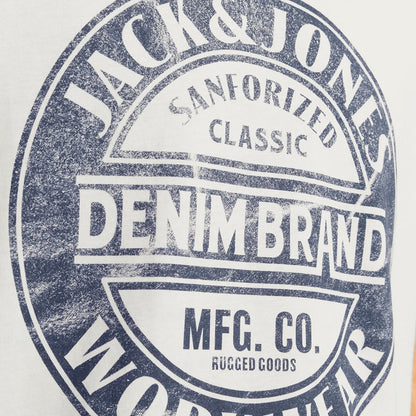 JACK & JONES
SANFORIZED
CLASSIC
DENIM BRAND
MFG. CO.
RUGGED GOODS
WORKWEAR